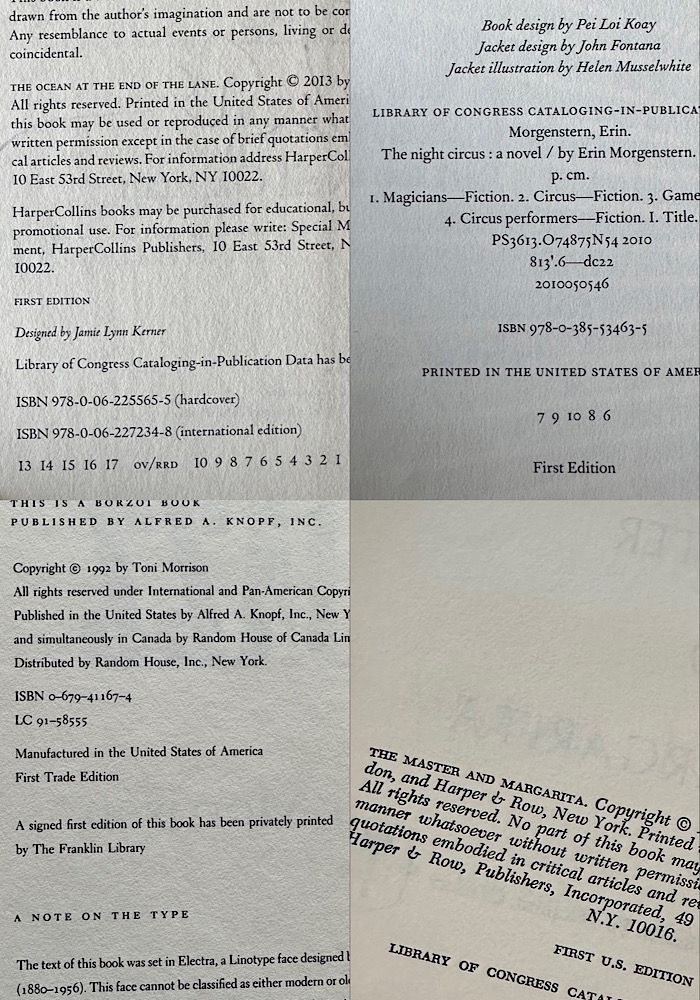 drawn from the author's imagination and are not to be
Any resemblance to actual events or persons, living or
coincidental.
THE OCEAN AT THE END OF THE LANE. Copyright © 2013 by
All rights reserved. Printed in the United States of Ameri
this book may be used or reproduced in any manner what
written permission except in the case of brief quotations em
cal articles and reviews. For information address HarperCol
10 East 53rd Street, New York, NY 10022.
HarperCollins books may be purchased for educational, bu
promotional use. For information please write: Special M
ment, HarperCollins Publishers, 10 East 53rd Street, N
10022.
FIRST EDITION
Designed by Jamie Lynn Kerner
Library of Congress Cataloging-in-Publication Data has be
ISBN 978-0-06-225565-5 (hardcover)
ISBN 978-0-06-227234-8 (international edition)
13 14 15 16 17 OV/RRD 10 9 8 7 6 5 4 3 2 1
Book design by Pei Loi Koay
Jacket design by John Fontana
Jacket illustration by Helen Musselwhite
LIBRARY OF CONGRESS CATALOGING-IN-PUBLICA
Morgenstern, Erin.
The night circus : a novel / by Erin Morgenstern.
p. cm.
1. Magicians—Fiction. 2. Circus—Fiction. 3. Game
4. Circus performers—Fiction. I. Title.
PS3613.O74875N54 2010
813'.6—dc22
2010050546
ISBN 978-0-385-53463-5
PRINTED IN THE UNITED STATES OF AMER
7 9 10 8 6
First Edition
THIS IS A BORZOI BOOK
PUBLISHED BY ALFRED A. KNOPF, INC.
Copyright © 1992 by Toni Morrison
All rights reserved under International and Pan-American Copyri
Published in the United States by Alfred A. Knopf, Inc., New Y
and simultaneously in Canada by Random House of Canada Lin
Distributed by Random House, Inc., New York.
ISBN 0-679-41167-4
LC 91-58555
Manufactured in the United States of America
First Trade Edition
A signed first edition of this book has been privately printed
by The Franklin Library
A NOTE ON THE TYPE
The text of this book was set in Electra, a Linotype face designed
(1880–1956). This face cannot be classified as either modern or
THE MASTER AND MARGARITA. Copyright ©
don, and Harper & Row, New York. Printed
All rights reserved. No part of this book may
manner whatsoever without written permissi
quotations embodied in critical articles and re
Harper & Row, Publishers, Incorporated, 49
N.Y. 10016.
FIRST U.S. EDITION
LIBRARY OF CONGRESS CATAL